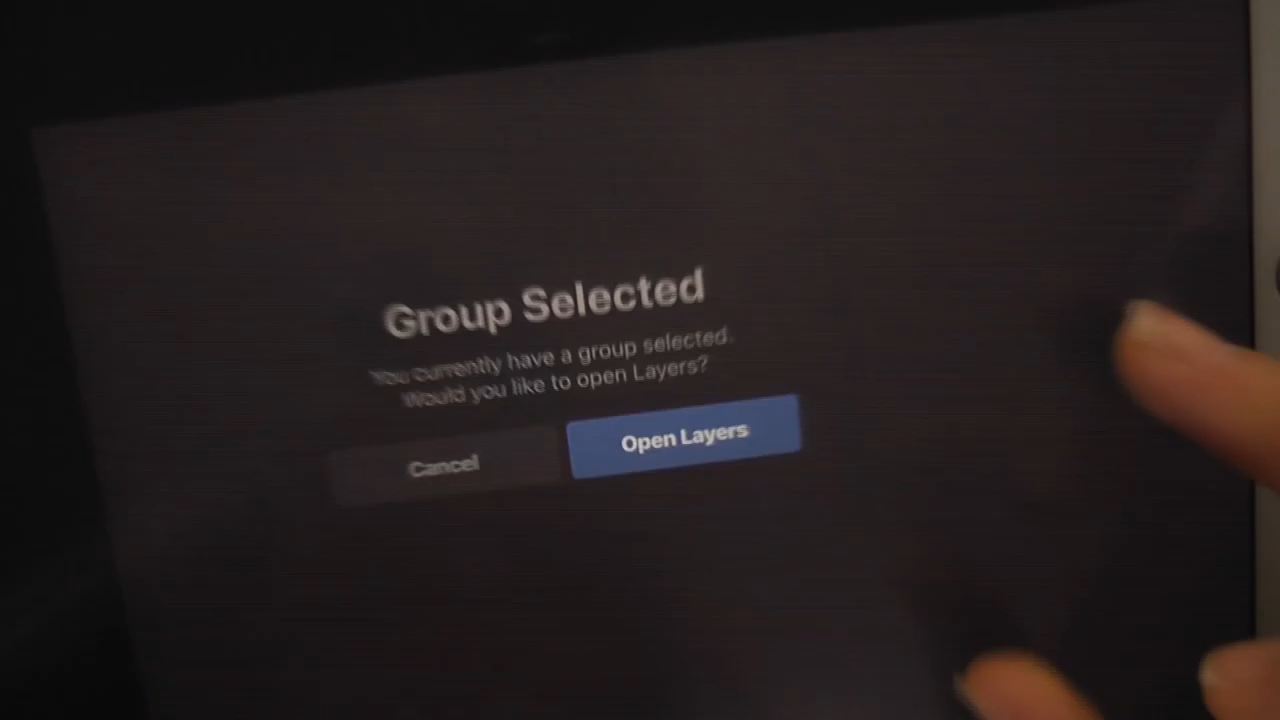 Group Selected
You currently have a group selected.
Would you like to open Layers?
Cancel
Open Layers